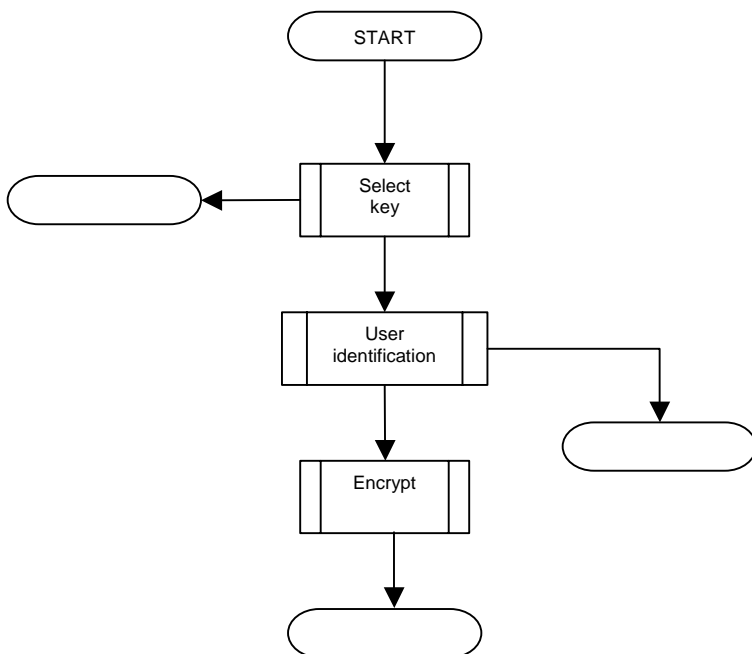 START
Select
key
User
identification
Encrypt